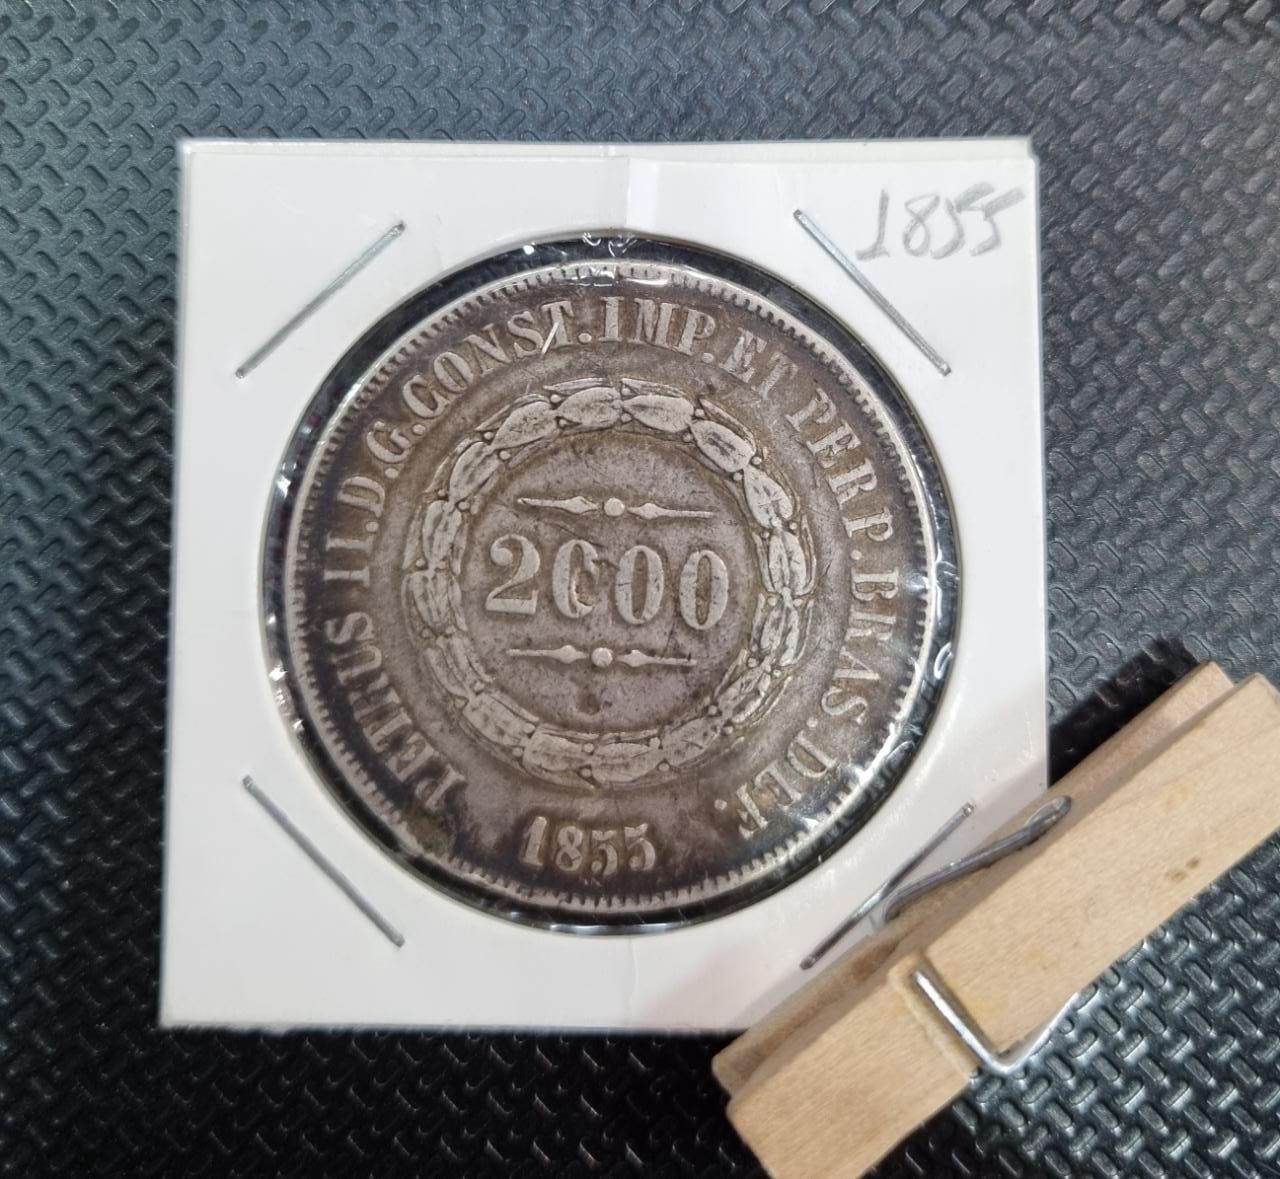 1855
PETRUS II.D.G.CONST.IMP.ET PERP.BRAS.DEF.
2000
1855